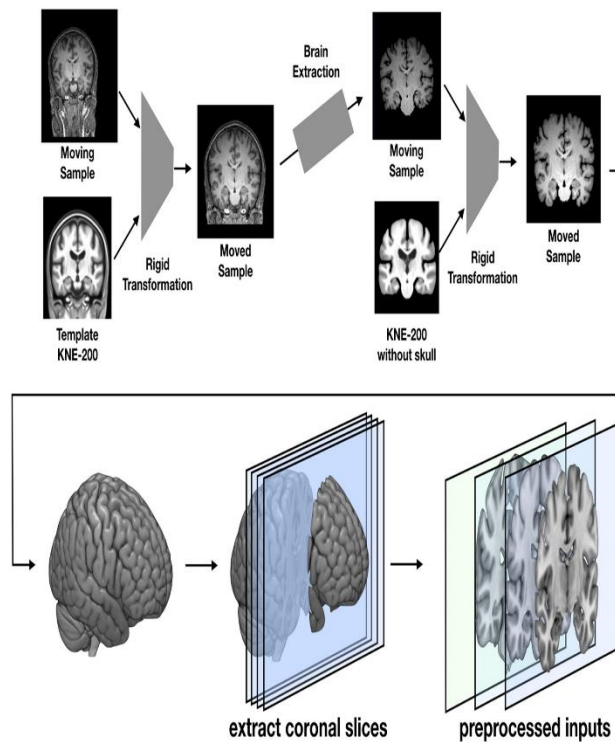 Moving
Sample
Template
KNE-200
Rigid
Transformation
Moved
Sample
Brain
Extraction
Moving
Sample
KNE-200
without skull
Rigid
Transformation
Moved
Sample
extract coronal slices
preprocessed inputs